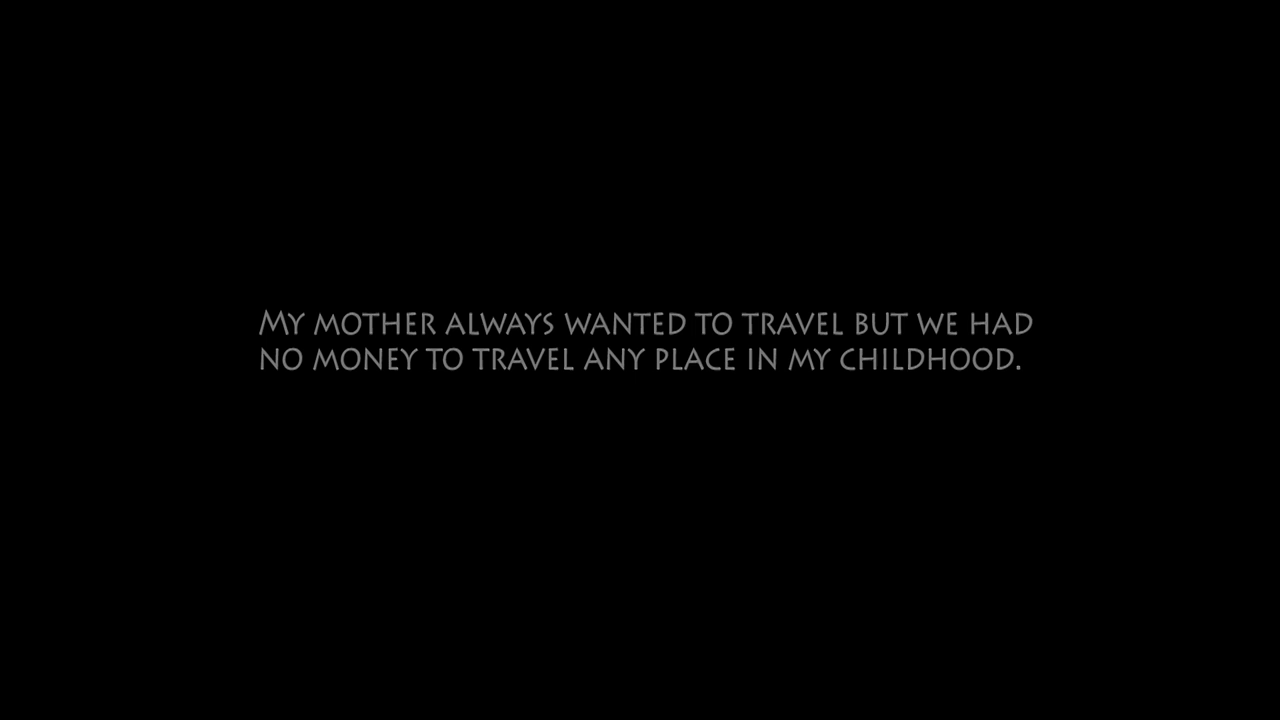 My mother always wanted to travel but we had
no money to travel any place in my childhood.